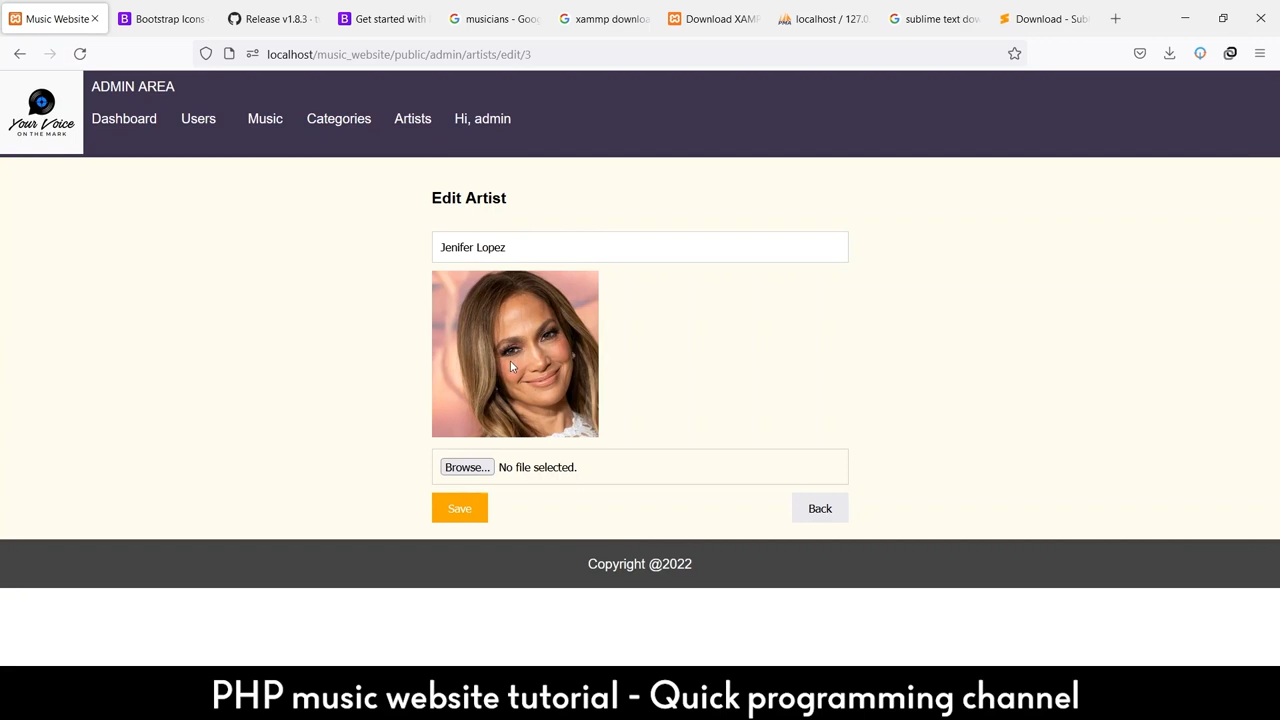 Music Website
Bootstrap Icons
Release v1.8.3 - t
Get started with
musicians - Goo
xammp downlo
Download XAM
localhost / 127.0
sublime text dow
Download - Sub
localhost/music_website/public/admin/artists/edit/3
Your Voice
ON THE MARK
ADMIN AREA
Dashboard Users Music Categories Artists Hi, admin
Edit Artist
Jenifer Lopez
Browse... No file selected.
Save Back
Copyright @2022
PHP music website tutorial - Quick programming channel